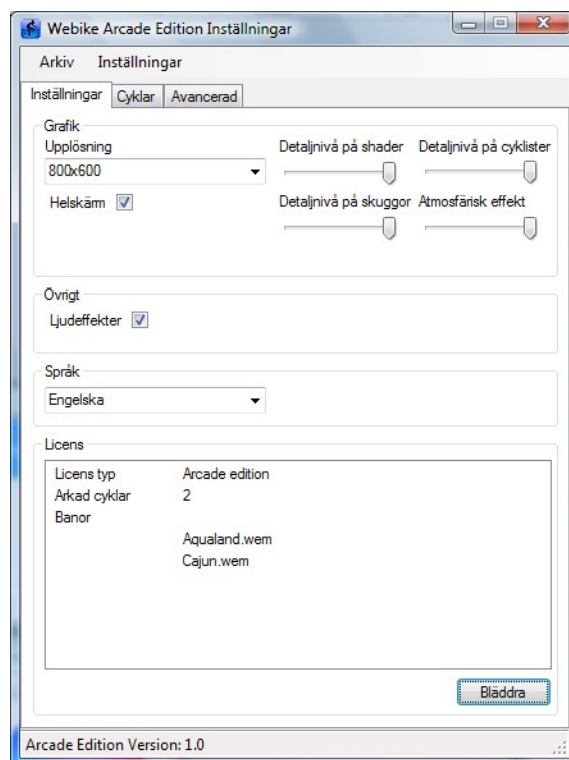 Webike Arcade Edition Inställningar
Arkiv Inställningar
Inställningar Cyklar Avancerad
Grafik
Upplösning Detaljnivå på shader Detaljnivå på cyklister
800x600
Helskärm Detaljnivå på skuggor Atmosfärisk effekt
Övrigt
Ljudeffekter
Språk
Engelska
Licens
Licens typ Arcade edition
Arkad cyklar 2
Banor
Aqualand.wem
Cajun.wem
Bläddra
Arcade Edition Version: 1.0